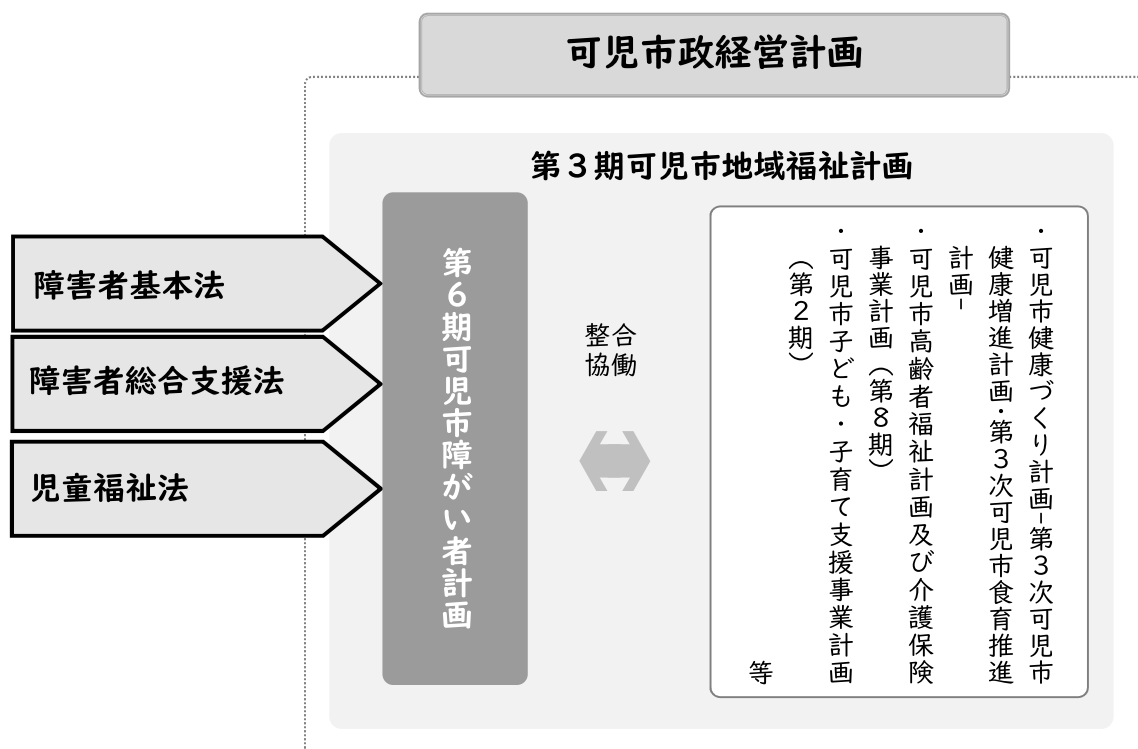 可児市政経営計画
第３期可児市地域福祉計画
障害者基本法
障害者総合支援法
児童福祉法
第６期可児市障がい者計画
整合
協働
・可児市健康づくり計画-第３次可児市
健康増進計画・第３次可児市食育推進
計画-
・可児市高齢者福祉計画及び介護保険
事業計画（第８期）
・可児市子ども・子育て支援事業計画
（第２期）
等